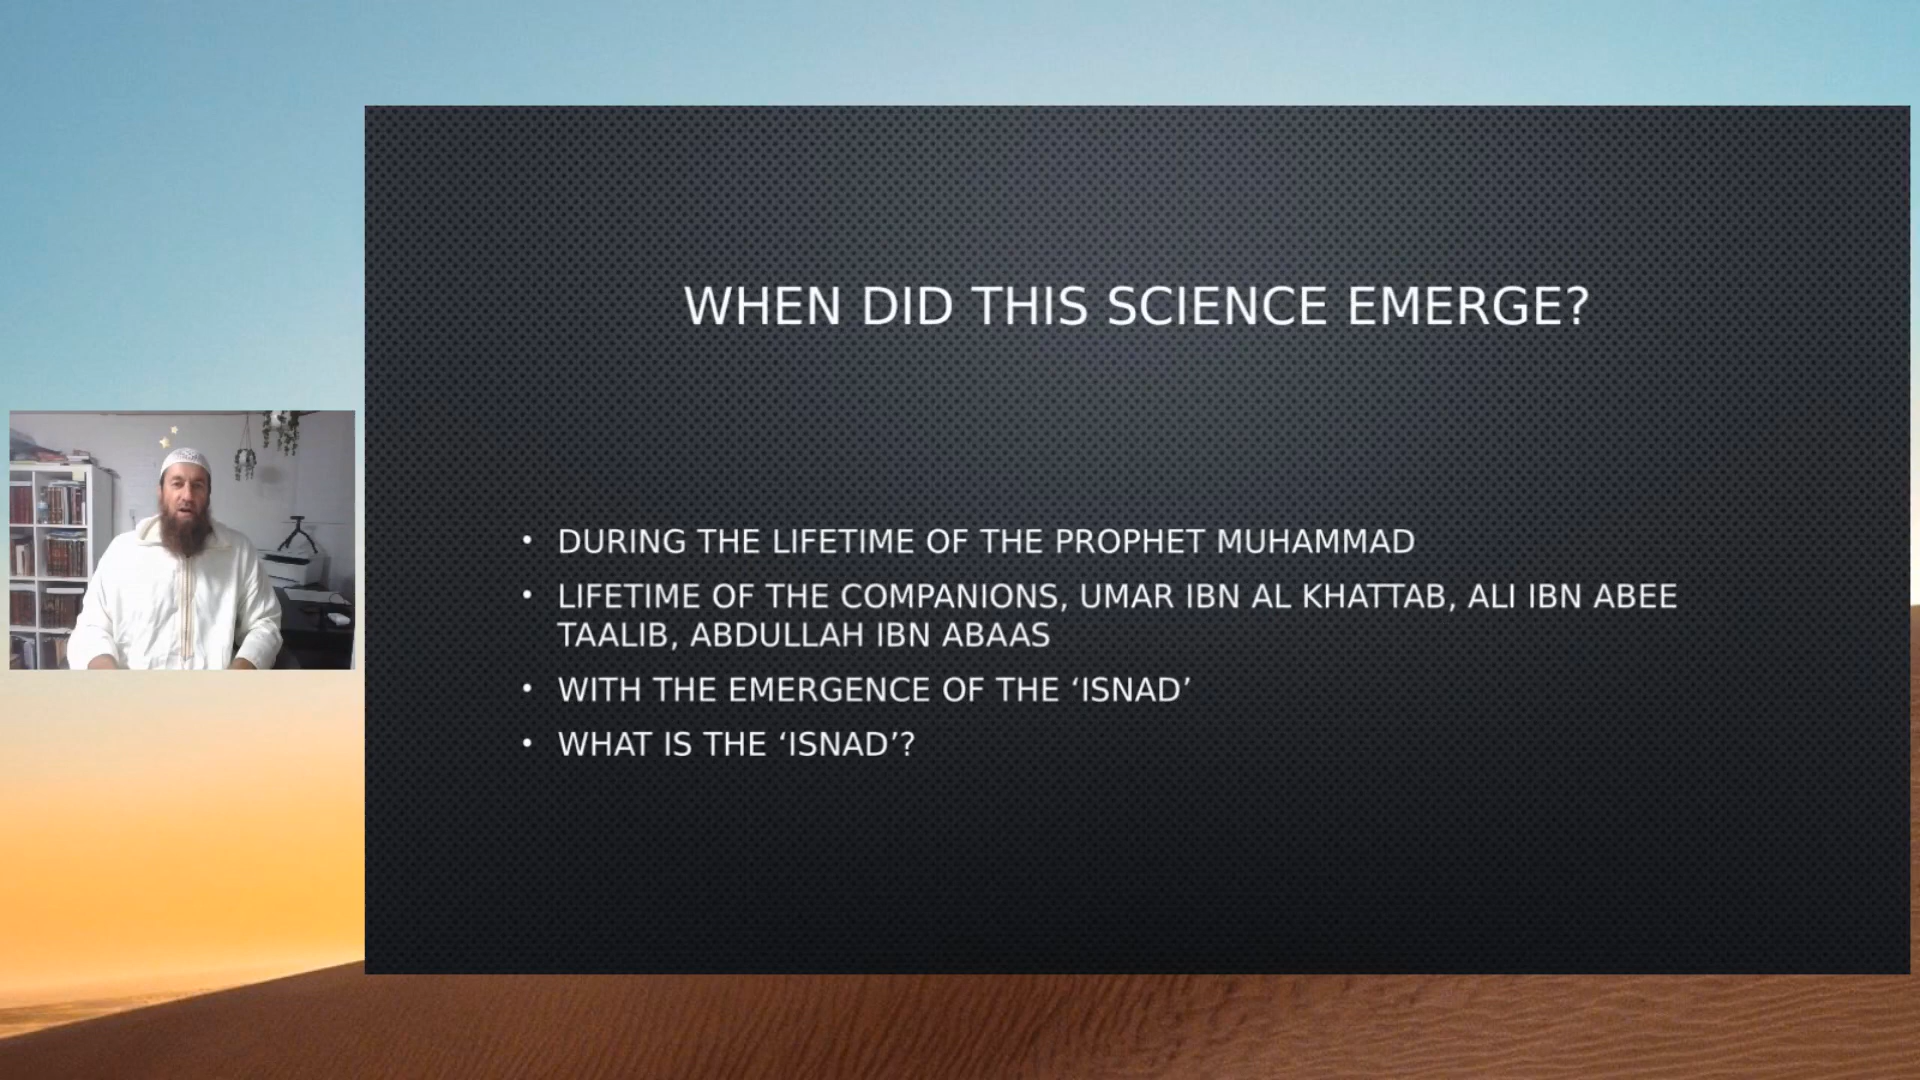 WHEN DID THIS SCIENCE EMERGE?
• DURING THE LIFETIME OF THE PROPHET MUHAMMAD
• LIFETIME OF THE COMPANIONS, UMAR IBN AL KHATTAB, ALI IBN ABEE
TAALIB, ABDULLAH IBN ABAAS
• WITH THE EMERGENCE OF THE ‘ISNAD’
• WHAT IS THE ‘ISNAD’?